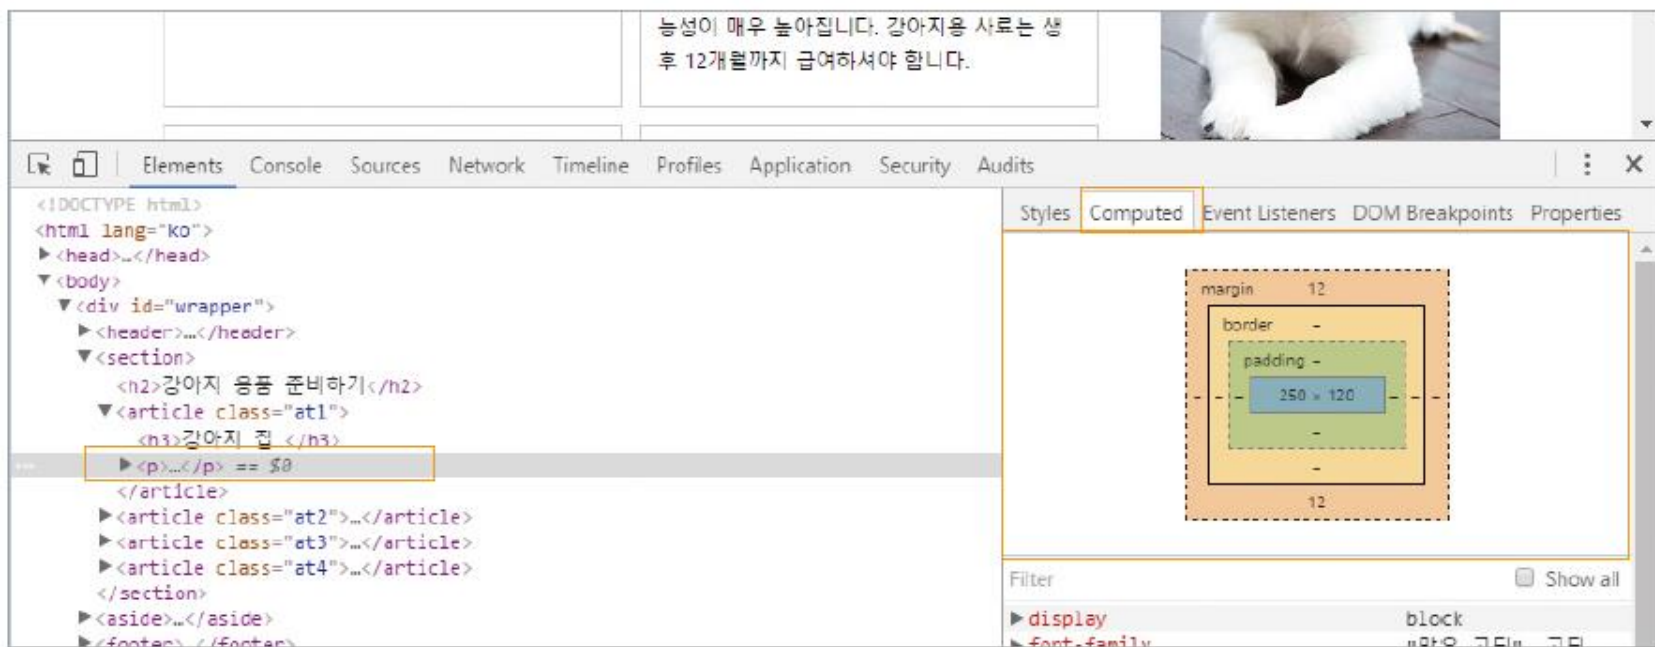 능성이 매우 높아집니다. 강아지용 사료는 생
후 12개월까지 급여하셔야 합니다.
Elements Console Sources Network Timeline Profiles Application Security Audits
<!DOCTYPE html>
<html lang="ko">
<head>…</head>
<body>
<div id="wrapper">
<header>…</header>
<section>
<h2>강아지 용품 준비하기</h2>
<article class="at1">
<h3>강아지 집 </h3>
<p>…</p> == $0
</article>
<article class="at2">…</article>
<article class="at3">…</article>
<article class="at4">…</article>
</section>
<aside>…</aside>
<footer>…</footer>
Styles Computed Event Listeners DOM Breakpoints Properties
margin 12
border -
padding -
- - - 250 × 120 - - -
-
-
12
Filter Show all
display block
font-family